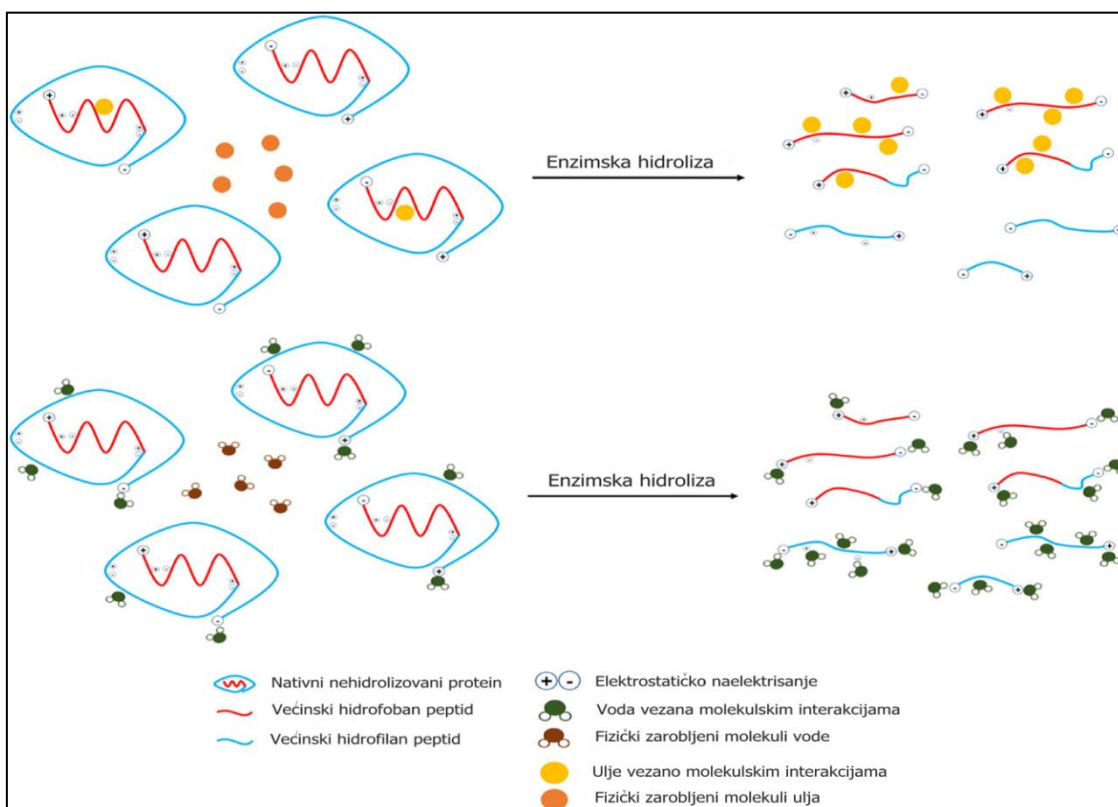 Enzimska hidroliza
Enzimska hidroliza
Nativni nehidrolizovani protein
Većinski hidrofoban peptid
Većinski hidrofilan peptid
Elektrostatičko naelektrisanje
Voda vezana molekulskim interakcijama
Fizički zarobljeni molekuli vode
Ulje vezano molekulskim interakcijama
Fizički zarobljeni molekuli ulja